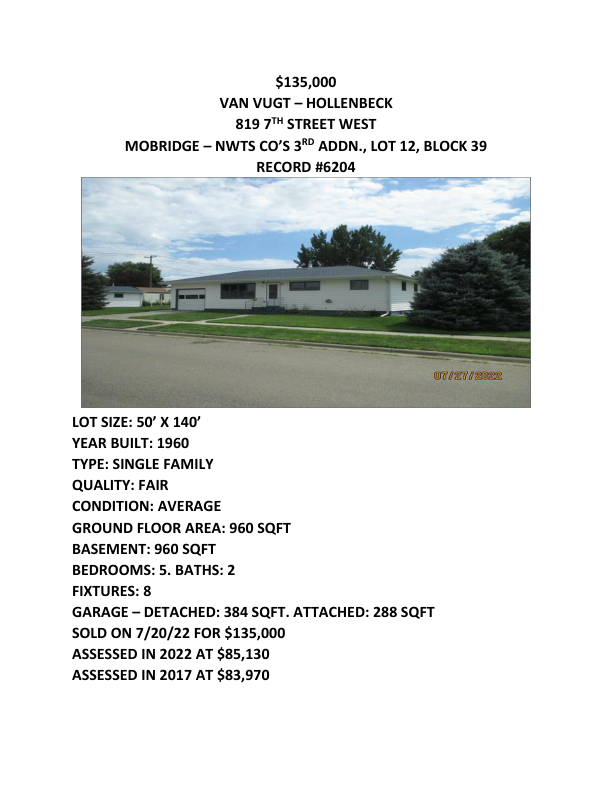 $135,000
VAN VUGT – HOLLENBECK
819 7TH STREET WEST
MOBRIDGE – NWTS CO’S 3RD ADDN., LOT 12, BLOCK 39
RECORD #6204
07/27/2022
LOT SIZE: 50’ X 140’
YEAR BUILT: 1960
TYPE: SINGLE FAMILY
QUALITY: FAIR
CONDITION: AVERAGE
GROUND FLOOR AREA: 960 SQFT
BASEMENT: 960 SQFT
BEDROOMS: 5. BATHS: 2
FIXTURES: 8
GARAGE – DETACHED: 384 SQFT. ATTACHED: 288 SQFT
SOLD ON 7/20/22 FOR $135,000
ASSESSED IN 2022 AT $85,130
ASSESSED IN 2017 AT $83,970